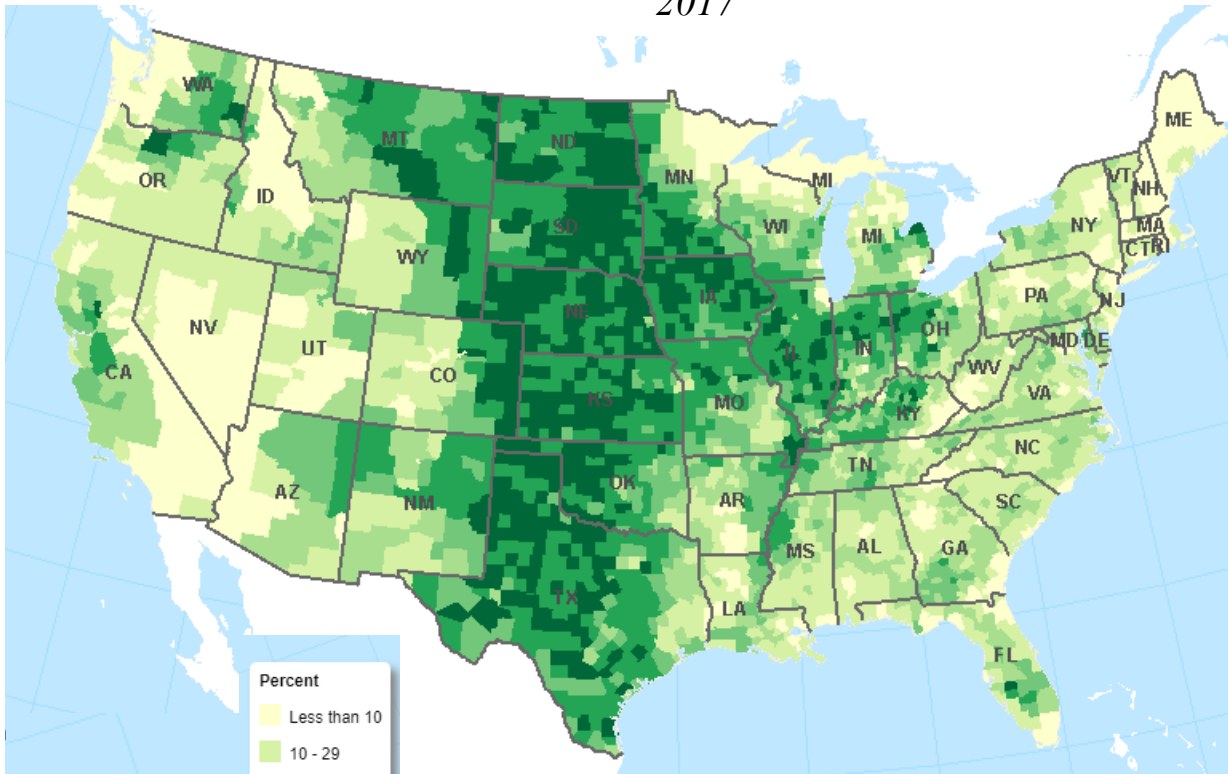 2017
WA
MT
ND
ME
OR
ID
MN
MI
VT
NH
SD
WI
MI
NY
MA
WY
CT
RI
NE
IA
PA
NJ
NV
UT
CO
IL
IN
OH
MD
DE
CA
KS
MO
WV
KY
VA
AZ
NM
OK
AR
TN
NC
TX
MS
AL
GA
SC
LA
FL
Percent
Less than 10
10 - 29